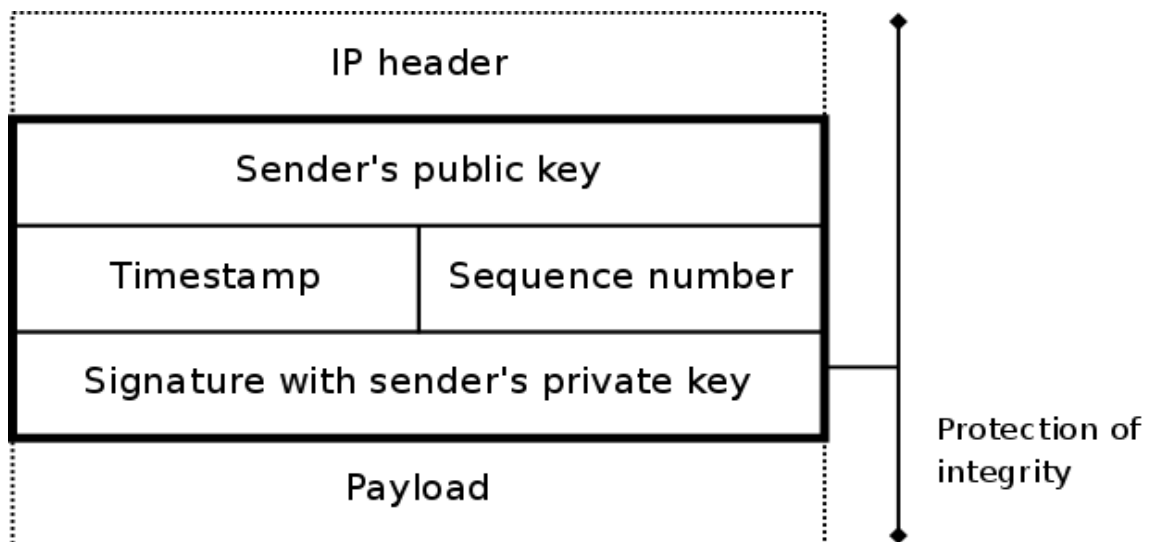 IP header
Sender's public key
Timestamp
Sequence number
Signature with sender's private key
Payload
Protection of
integrity